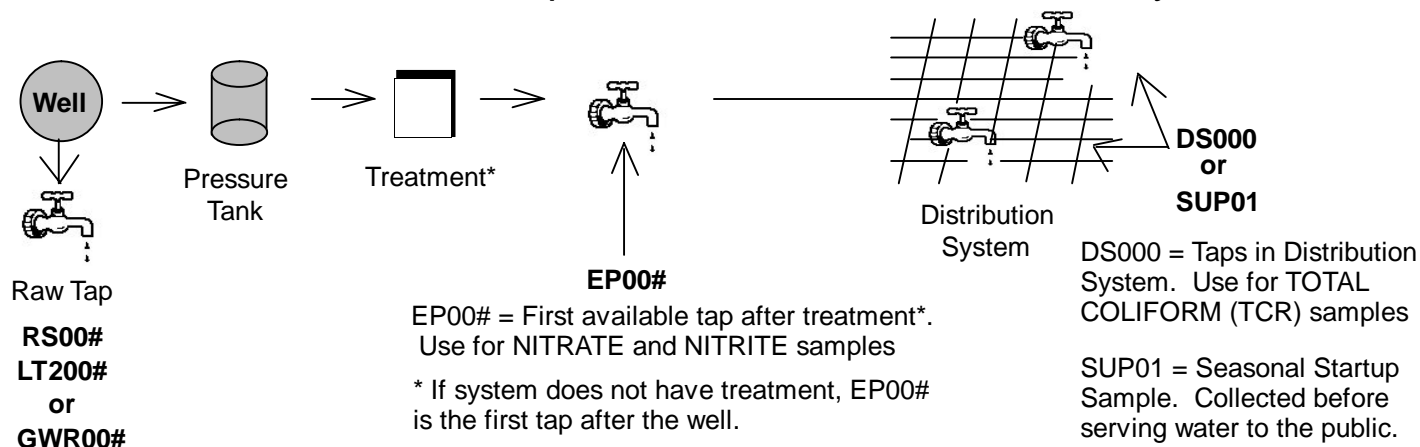 Well
Pressure
Tank
Treatment*
Raw Tap
RS00#
LT200#
or
GWR00#
EP00#
EP00# = First available tap after treatment*.
Use for NITRATE and NITRITE samples
* If system does not have treatment, EP00#
is the first tap after the well.
Distribution
System
DS000
or
SUP01
DS000 = Taps in Distribution
System. Use for TOTAL
COLIFORM (TCR) samples
SUP01 = Seasonal Startup
Sample. Collected before
serving water to the public.